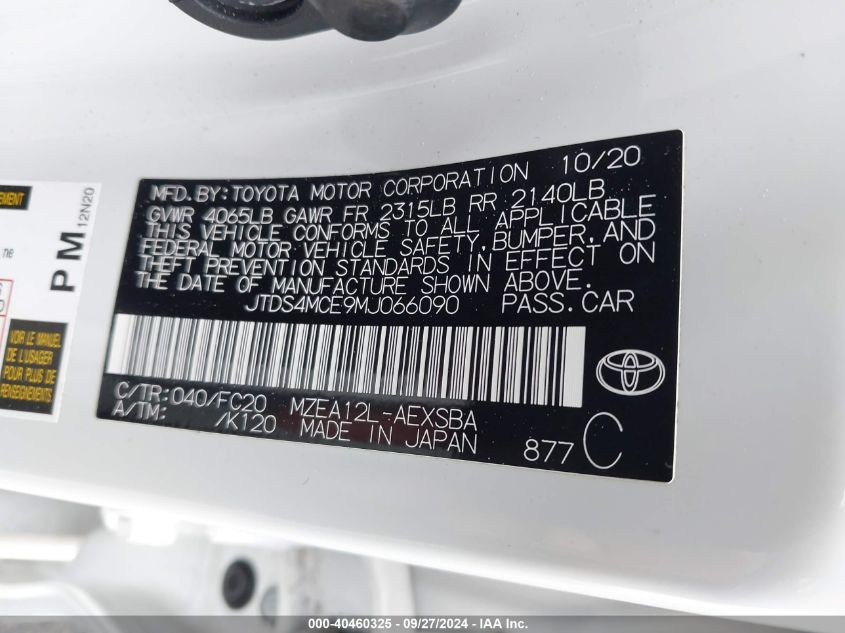 EMENT
PM 12N20
ne
VOIR LE MANUEL
DE L'USAGER
POUR PLUS DE
RENSEIGNEMENTS
MFD. BY: TOYOTA MOTOR CORPORATION 10/20
GVWR 4065LB GAWR FR 2315LB RR 2140LB
THIS VEHICLE CONFORMS TO ALL APPLICABLE
FEDERAL MOTOR VEHICLE SAFETY, BUMPER, AND
THEFT PREVENTION STANDARDS IN EFFECT ON
THE DATE OF MANUFACTURE SHOWN ABOVE.
JTDS4MCE9MJ066090 PASS. CAR
C/TR: 040/FC20 MZEA12L-AEXSBA
A/TM: /K120 MADE IN JAPAN
877 C
000-40460325 / 09/27/2024 - IAA Inc.